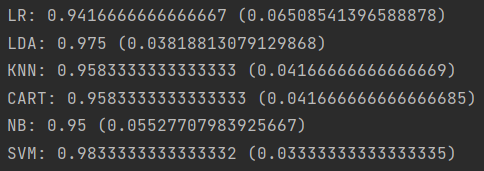 LR: 0.9416666666666667 (0.06508541396588878)
LDA: 0.975 (0.03818813079129868)
KNN: 0.9583333333333333 (0.04166666666666669)
CART: 0.9583333333333333 (0.041666666666666685)
NB: 0.95 (0.05527707983925667)
SVM: 0.9833333333333332 (0.03333333333333335)